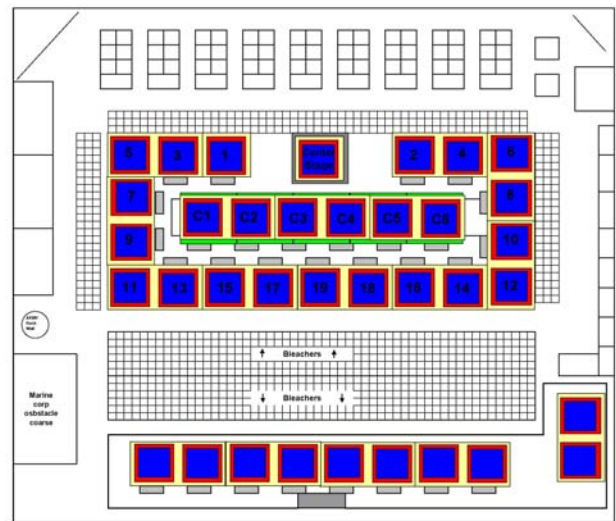 5 3 1 Center 2 4 6
Stage
7 8
C1 C2 C3 C4 C5 C6
9 10
11 13 15 17 19 18 16 14 12
Bleachers
Bleachers
Marine
corp
osbstacle
coarse